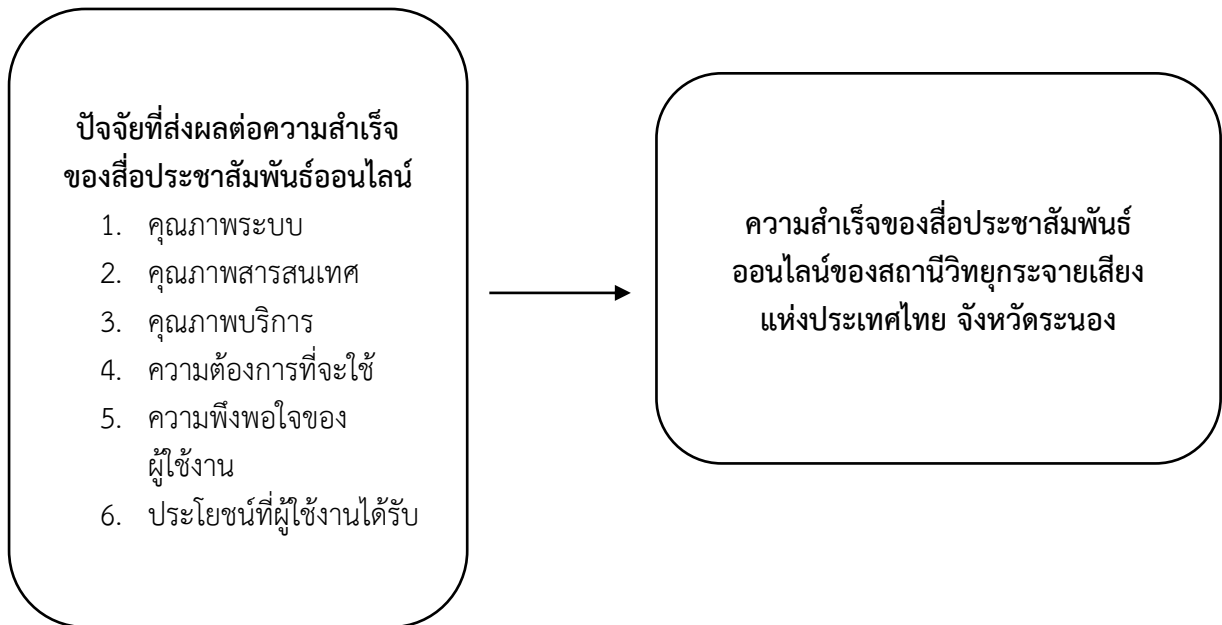 ปัจจัยที่ส่งผลต่อความสำเร็จ
ของสื่อประชาสัมพันธ์ออนไลน์
1. คุณภาพระบบ
2. คุณภาพสารสนเทศ
3. คุณภาพบริการ
4. ความต้องการที่จะใช้
5. ความพึงพอใจของ
ผู้ใช้งาน
6. ประโยชน์ที่ผู้ใช้งานได้รับ
ความสำเร็จของสื่อประชาสัมพันธ์
ออนไลน์ของสถานีวิทยุกระจายเสียง
แห่งประเทศไทย จังหวัดระนอง